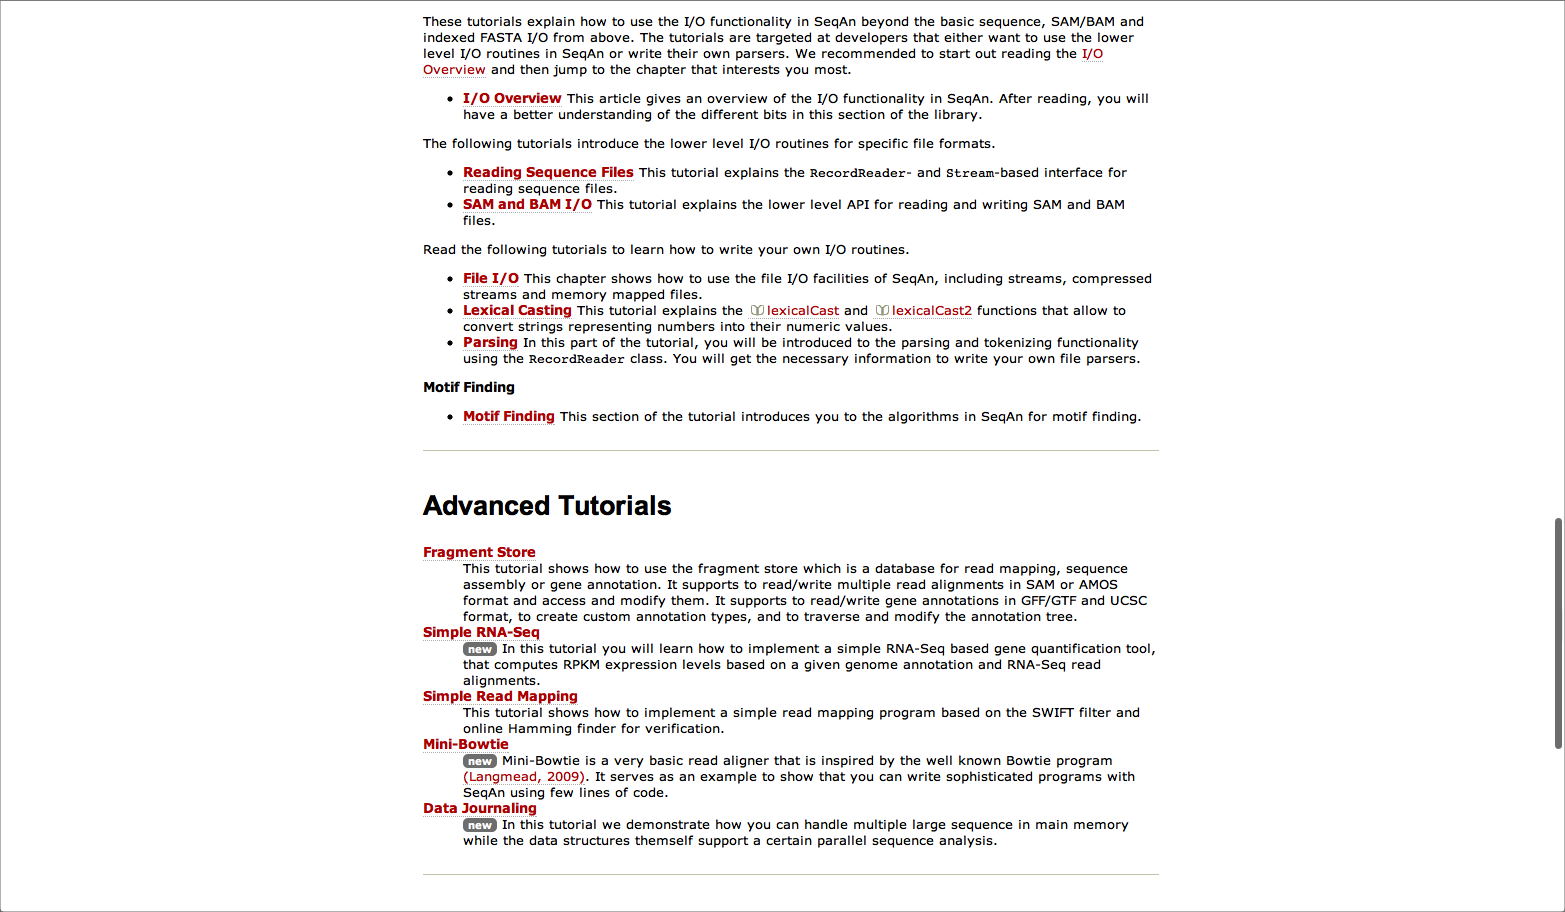 These tutorials explain how to use the I/O functionality in SeqAn beyond the basic sequence, SAM/BAM and
indexed FASTA I/O from above. The tutorials are targeted at developers that either want to use the lower
level I/O routines in SeqAn or write their own parsers. We recommended to start out reading the I/O
Overview and then jump to the chapter that interests you most.
• I/O Overview This article gives an overview of the I/O functionality in SeqAn. After reading, you will
have a better understanding of the different bits in this section of the library.
The following tutorials introduce the lower level I/O routines for specific file formats.
• Reading Sequence Files This tutorial explains the RecordReader- and Stream-based interface for
reading sequence files.
• SAM and BAM I/O This tutorial explains the lower level API for reading and writing SAM and BAM
files.
Read the following tutorials to learn how to write your own I/O routines.
• File I/O This chapter shows how to use the file I/O facilities of SeqAn, including streams, compressed
streams and memory mapped files.
• Lexical Casting This tutorial explains the lexicalCast and lexicalCast2 functions that allow to
convert strings representing numbers into their numeric values.
• Parsing In this part of the tutorial, you will be introduced to the parsing and tokenizing functionality
using the RecordReader class. You will get the necessary information to write your own file parsers.
Motif Finding
• Motif Finding This section of the tutorial introduces you to the algorithms in SeqAn for motif finding.
Advanced Tutorials
Fragment Store
This tutorial shows how to use the fragment store which is a database for read mapping, sequence
assembly or gene annotation. It supports to read/write multiple read alignments in SAM or AMOS
format and access and modify them. It supports to read/write gene annotations in GFF/GTF and UCSC
format, to create custom annotation types, and to traverse and modify the annotation tree.
Simple RNA-Seq
new In this tutorial you will learn how to implement a simple RNA-Seq based gene quantification tool,
that computes RPKM expression levels based on a given genome annotation and RNA-Seq read
alignments.
Simple Read Mapping
This tutorial shows how to implement a simple read mapping program based on the SWIFT filter and
online Hamming finder for verification.
Mini-Bowtie
new Mini-Bowtie is a very basic read aligner that is inspired by the well known Bowtie program
(Langmead, 2009). It serves as an example to show that you can write sophisticated programs with
SeqAn using few lines of code.
Data Journaling
new In this tutorial we demonstrate how you can handle multiple large sequence in main memory
while the data structures themself support a certain parallel sequence analysis.